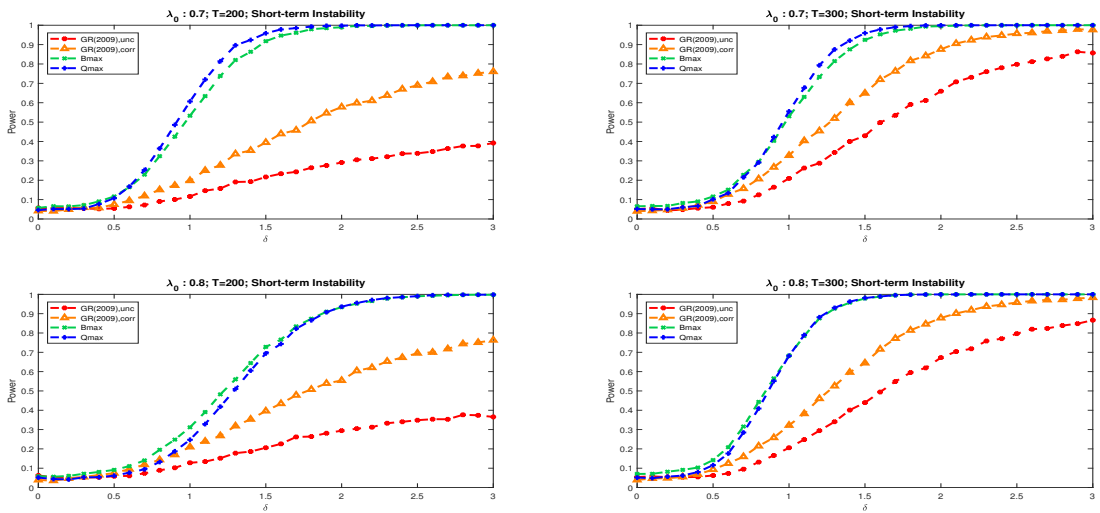 λ0 : 0.7; T=200; Short-term Instability
GR(2009),unc
GR(2009),corr
Bmax
Qmax
Power
1
0.9
0.8
0.7
0.6
0.5
0.4
0.3
0.2
0.1
0
0 0.5 1 1.5 2 2.5 3
δ
λ0 : 0.7; T=300; Short-term Instability
GR(2009),unc
GR(2009),corr
Bmax
Qmax
Power
1
0.9
0.8
0.7
0.6
0.5
0.4
0.3
0.2
0.1
0
0 0.5 1 1.5 2 2.5 3
δ
λ0 : 0.8; T=200; Short-term Instability
GR(2009),unc
GR(2009),corr
Bmax
Qmax
Power
1
0.9
0.8
0.7
0.6
0.5
0.4
0.3
0.2
0.1
0
0 0.5 1 1.5 2 2.5 3
δ
λ0 : 0.8; T=300; Short-term Instability
GR(2009),unc
GR(2009),corr
Bmax
Qmax
Power
1
0.9
0.8
0.7
0.6
0.5
0.4
0.3
0.2
0.1
0
0 0.5 1 1.5 2 2.5 3
δ